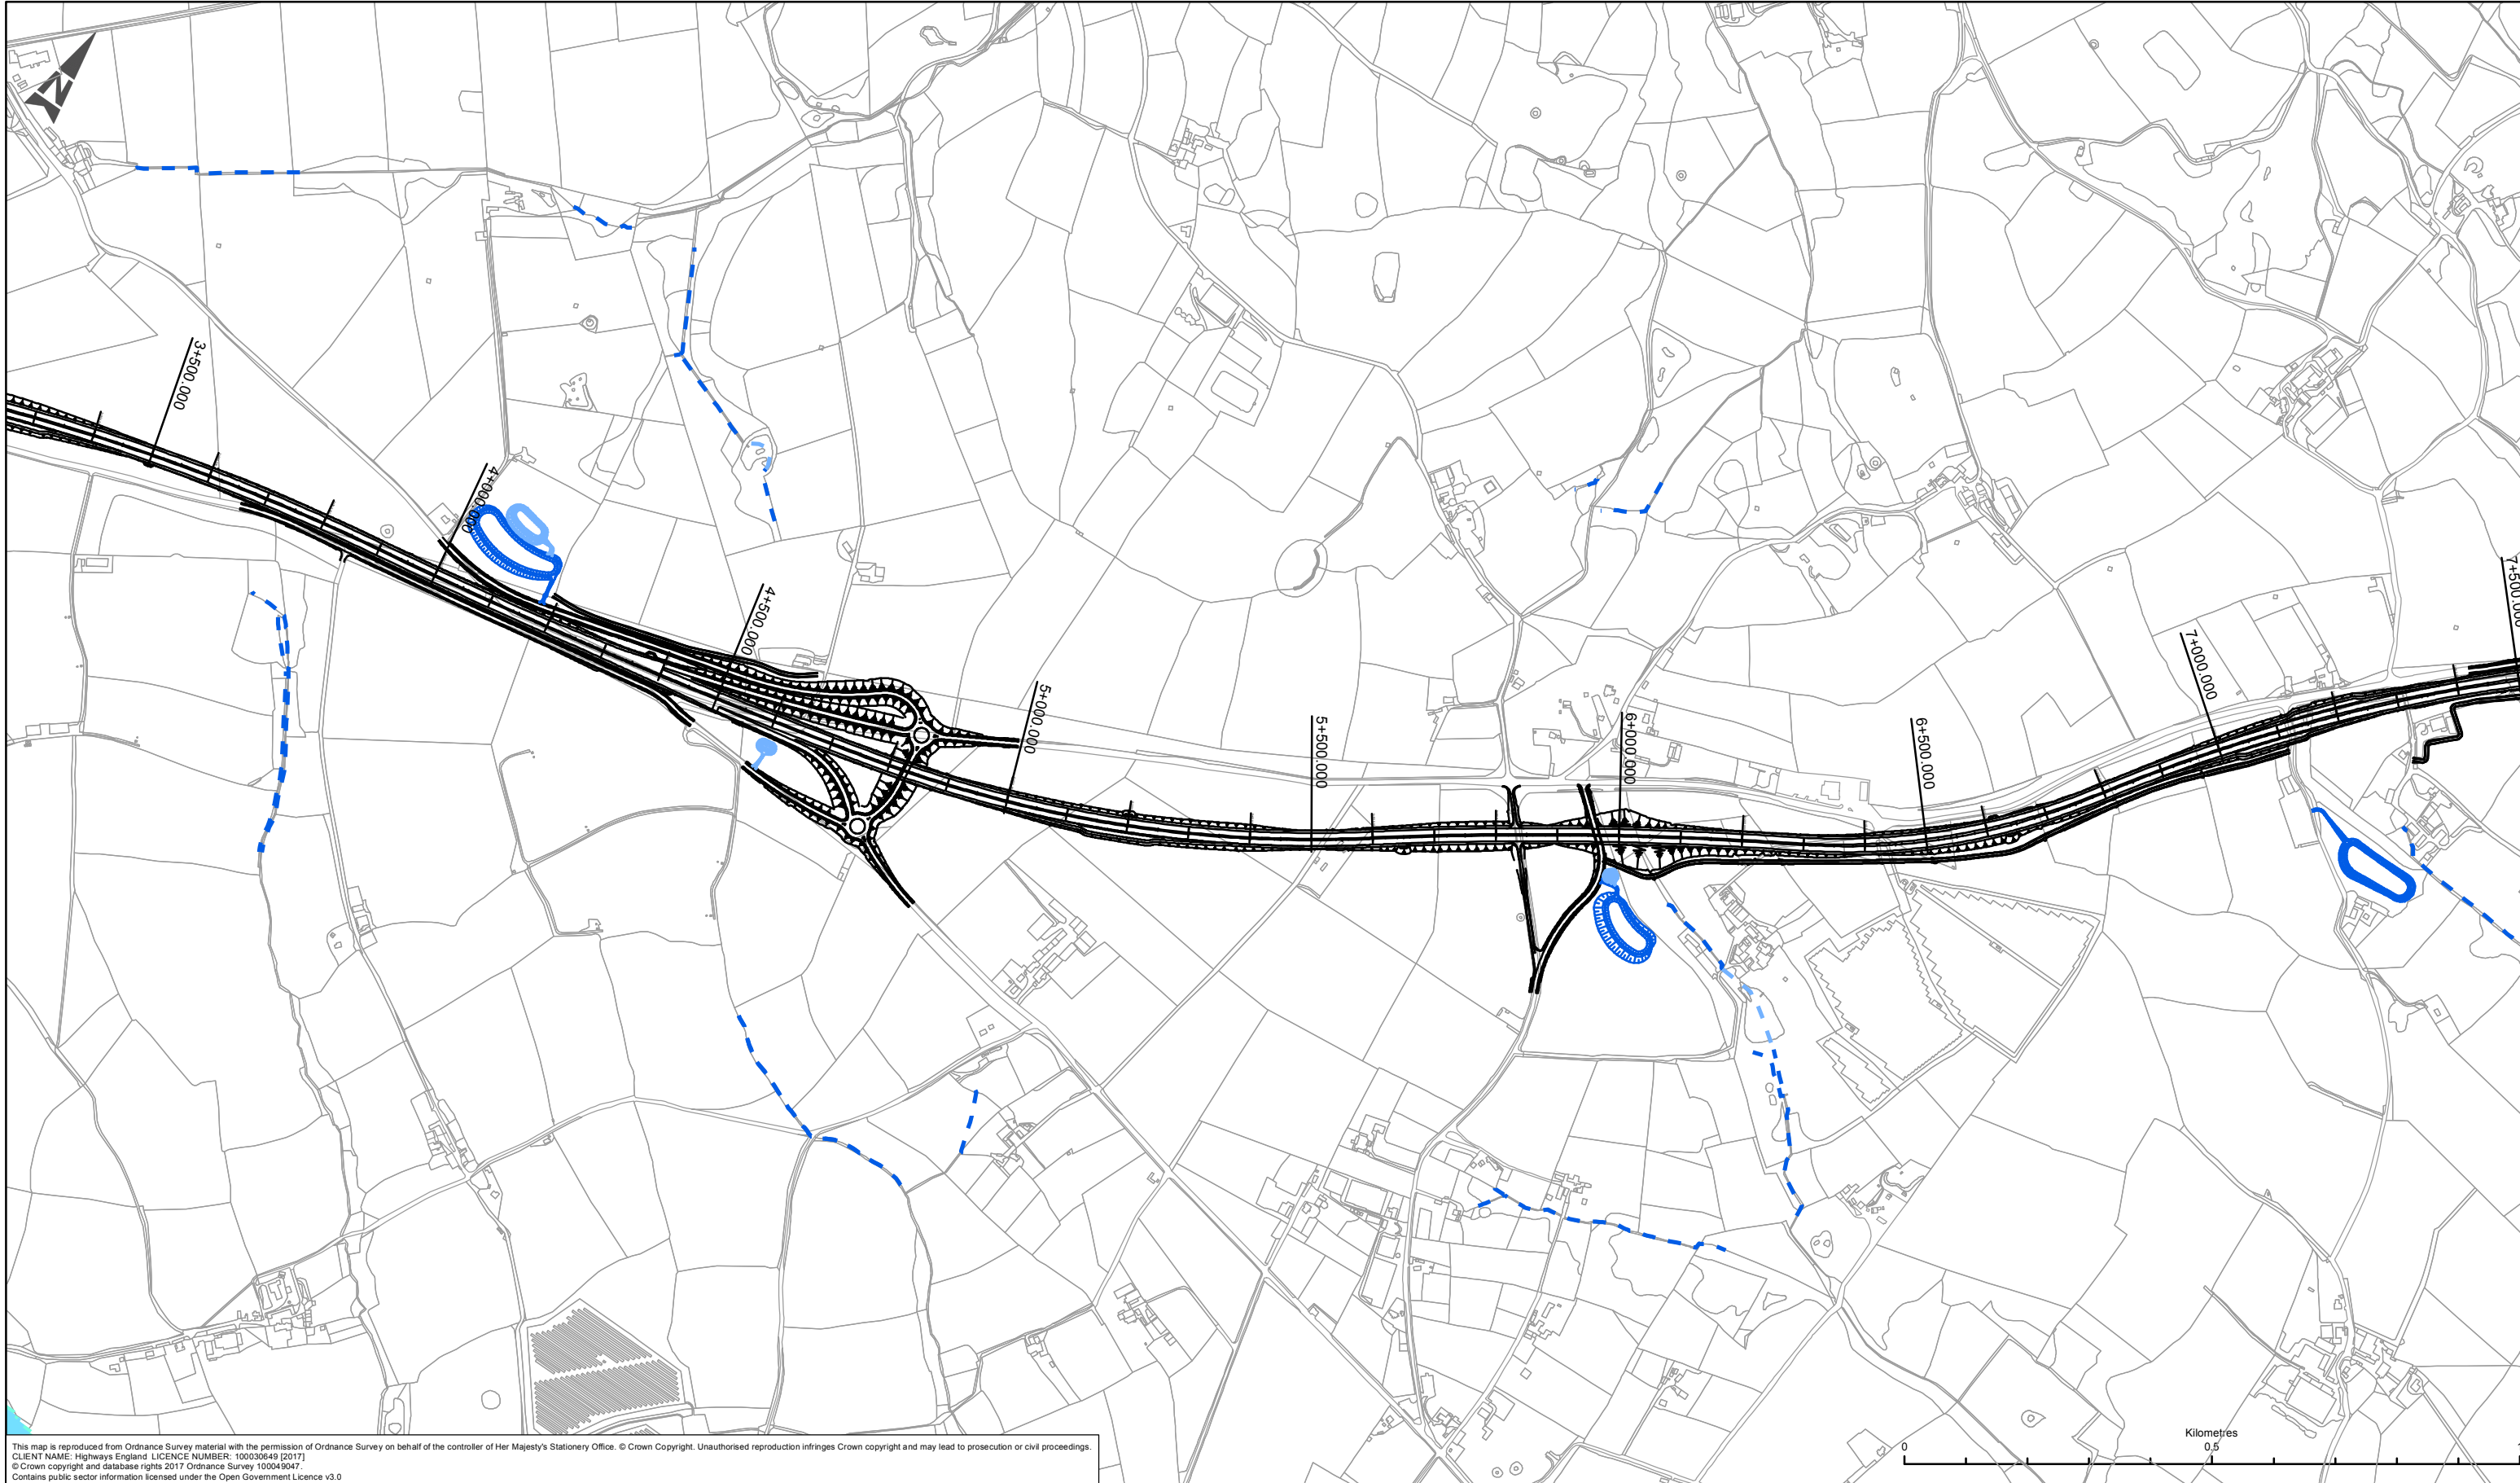 N
3+500.000
4+000.000
4+500.000
5+000.000
5+500.000
6+000.000
6+500.000
7+000.000
7+500.000
This map is reproduced from Ordnance Survey material with the permission of Ordnance Survey on behalf of the controller of Her Majesty's Stationery Office. © Crown Copyright. Unauthorised reproduction infringes Crown copyright and may lead to prosecution or civil proceedings.
CLIENT NAME: Highways England LICENCE NUMBER: 100030649 [2017]
© Crown copyright and database rights 2017 Ordnance Survey 100049047.
Contains public sector information licensed under the Open Government Licence v3.0
Kilometres
0 0.5